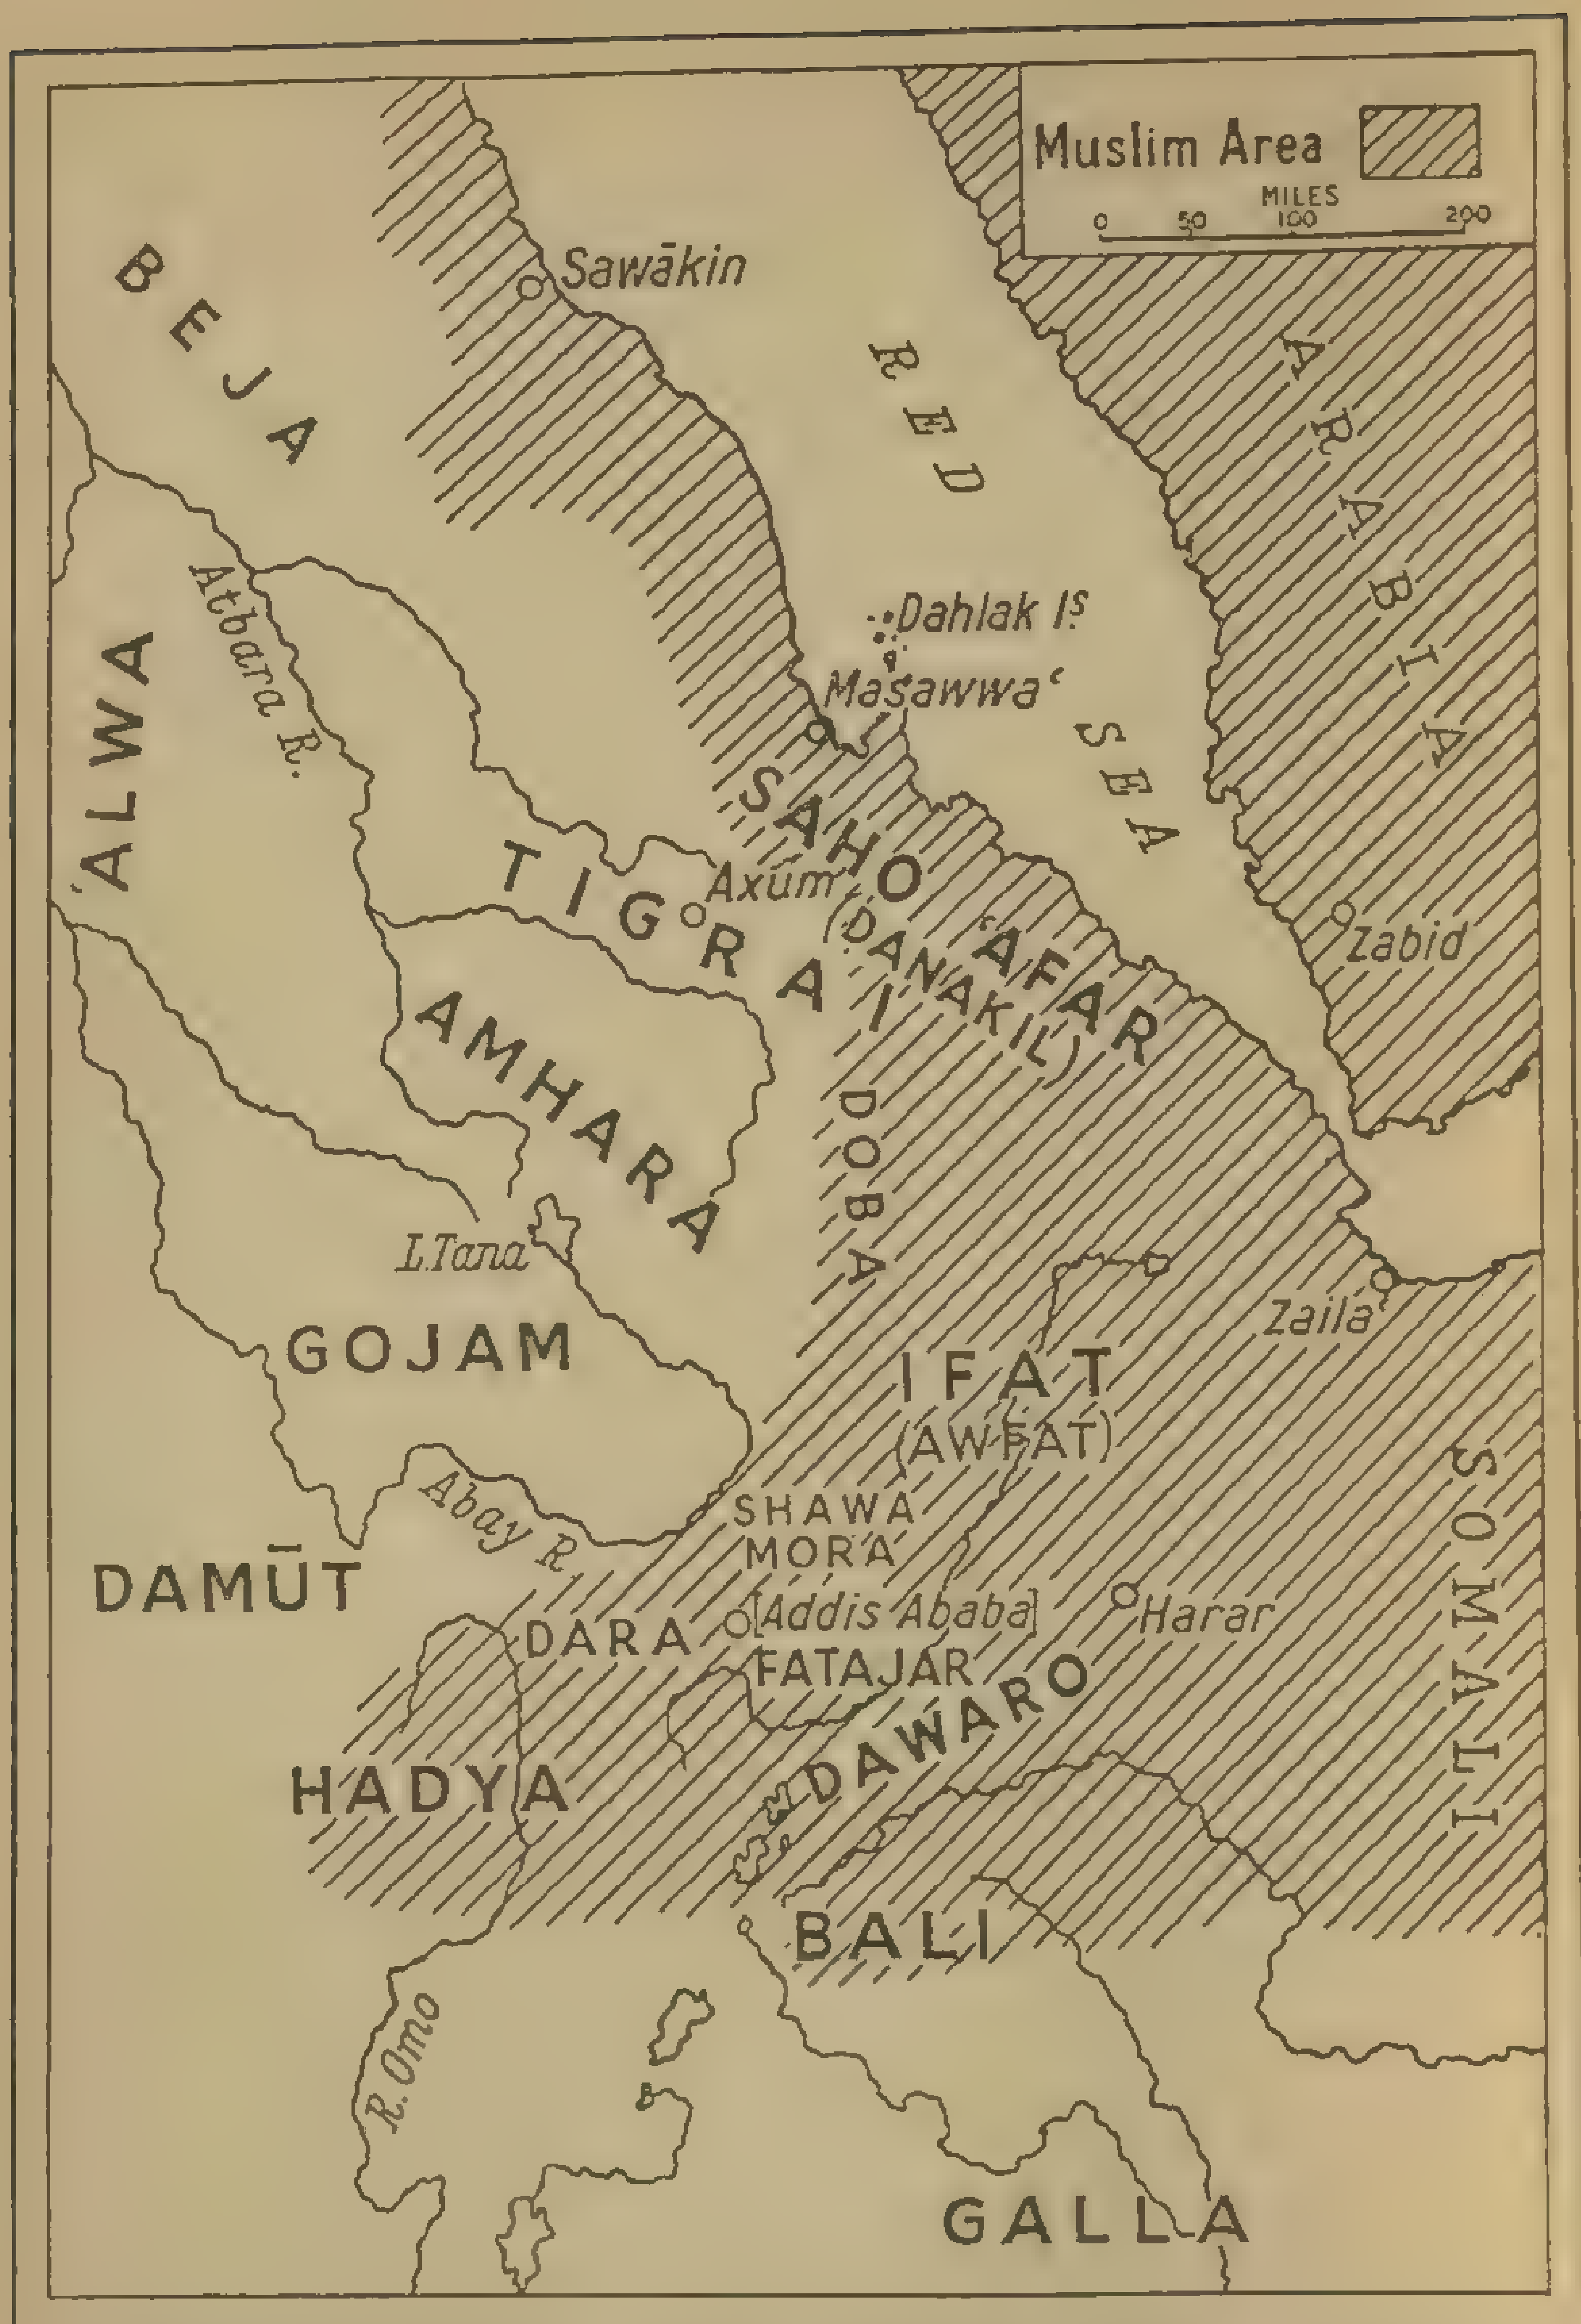 Muslim Area
MILES
0 50 100 200
BEJA
Sawākin
RED SEA
ARABIA
Atbara R.
ʿALWA
Dahlak Is.
Masawwaʿ
SAHO
TIGRAI
Axum
(DANAKIL)
ʿAFAR
Zabid
AMHARA
DOBA
L.Tana
Zailaʿ
GOJAM
IFAT
(AWFAT)
SOMALI
Abay R
SHAWA
MORA
DAMŪT
DARA
[Addis Ababa]
Harar
FATAJAR
DAWARO
HADYA
BALI
R. Omo
GALLA